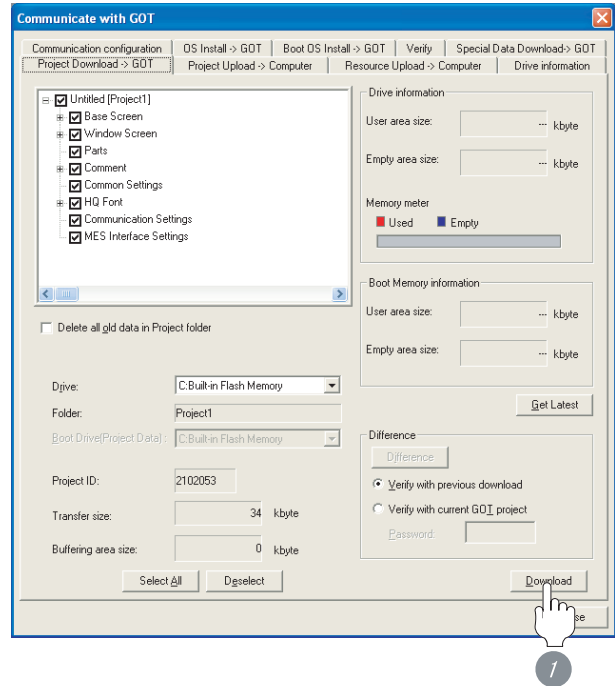 Communicate with GOT
Communication configuration OS Install -> GOT Boot OS Install -> GOT Verify Special Data Download-> GOT
Project Download -> GOT Project Upload -> Computer Resource Upload -> Computer Drive information
Untitled [Project1]
Base Screen
Window Screen
Parts
Comment
Common Settings
HQ Font
Communication Settings
MES Interface Settings
Delete all old data in Project folder
Drive: C:Built-in Flash Memory
Folder: Project1
Boot Drive(Project Data) : C:Built-in Flash Memory
Project ID: 2102053
Transfer size: 34 kbyte
Buffering area size: 0 kbyte
Select All Deselect
Drive information
User area size: --- kbyte
Empty area size: --- kbyte
Memory meter
Used Empty
Boot Memory information
User area size: --- kbyte
Empty area size: --- kbyte
Get Latest
Difference
Difference
Verify with previous download
Verify with current GOT project
Password:
Download
se
1